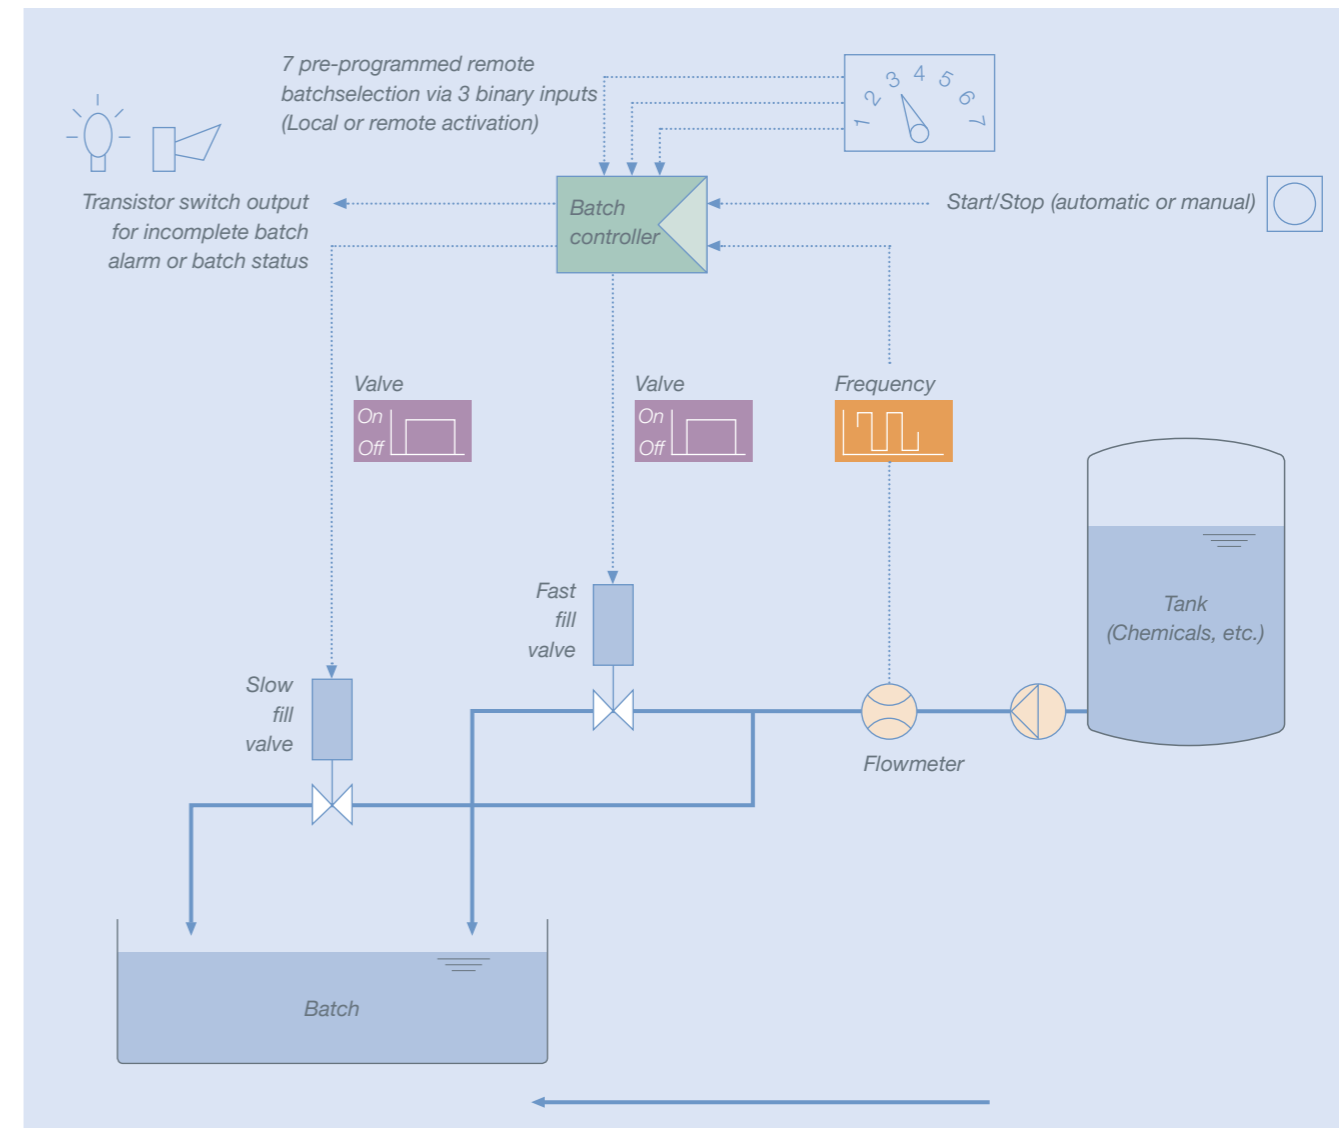 7 pre-programmed remote
batchselection via 3 binary inputs
(Local or remote activation)
1 2 3 4 5 6 7
Transistor switch output
for incomplete batch
alarm or batch status
Batch
controller
Start/Stop (automatic or manual)
Valve
On
Off
Valve
On
Off
Frequency
Fast
fill
valve
Tank
(Chemicals, etc.)
Slow
fill
valve
Flowmeter
Batch